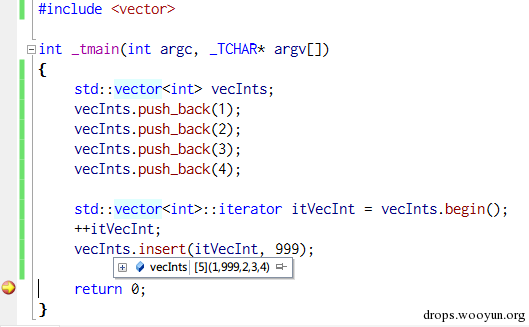 #include <vector>
int _tmain(int argc, _TCHAR* argv[])
{
std::vector<int> vecInts;
vecInts.push_back(1);
vecInts.push_back(2);
vecInts.push_back(3);
vecInts.push_back(4);
std::vector<int>::iterator itVecInt = vecInts.begin();
++itVecInt;
vecInts.insert(itVecInt, 999);
vecInts [5](1,999,2,3,4)
return 0;
}
drops.wooyun.org